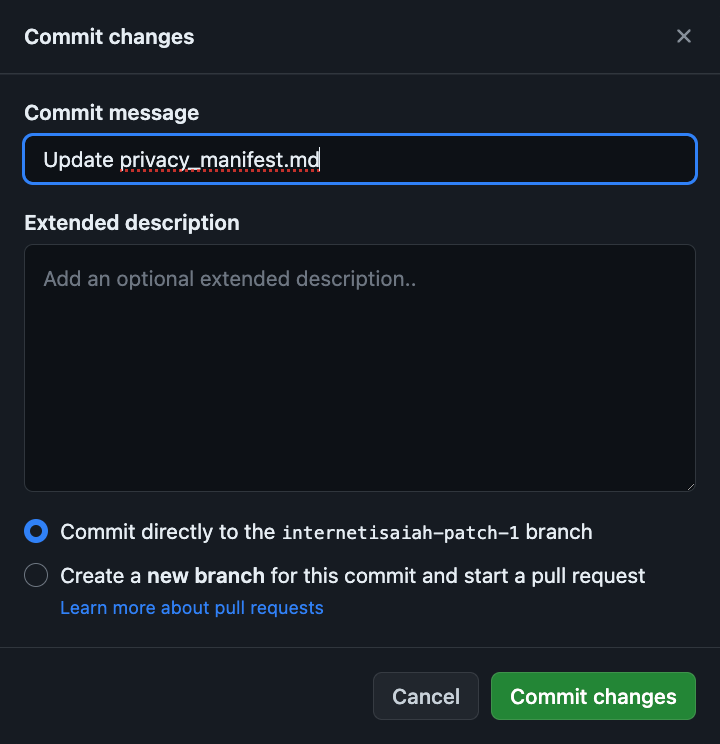 Commit changes
Commit message
Update privacy_manifest.md
Extended description
Add an optional extended description..
Commit directly to the internetisaiah-patch-1 branch
Create a new branch for this commit and start a pull request
Learn more about pull requests
Cancel
Commit changes